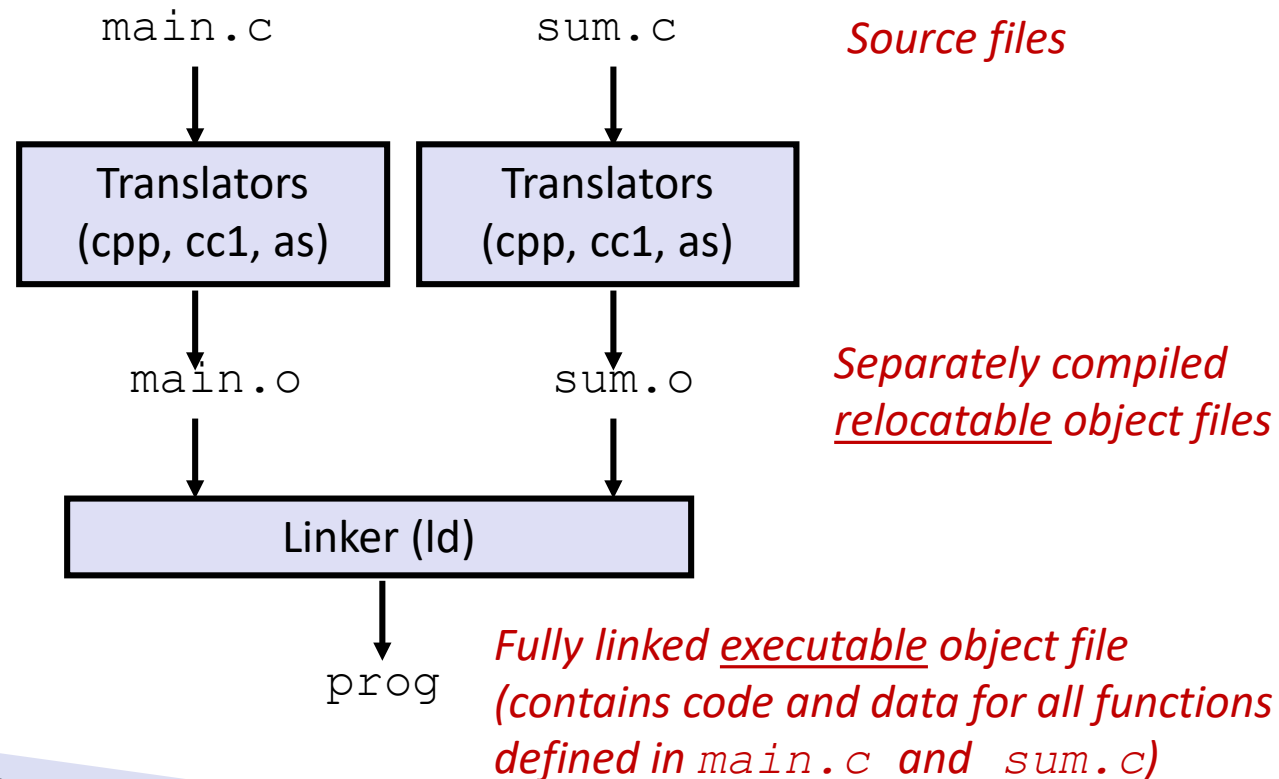 main.c sum.c Source files
Translators Translators
(cpp, cc1, as) (cpp, cc1, as)
main.o sum.o
Separately compiled
relocatable object files
Linker (ld)
prog
Fully linked executable object file
(contains code and data for all functions
defined in main.c and sum.c)